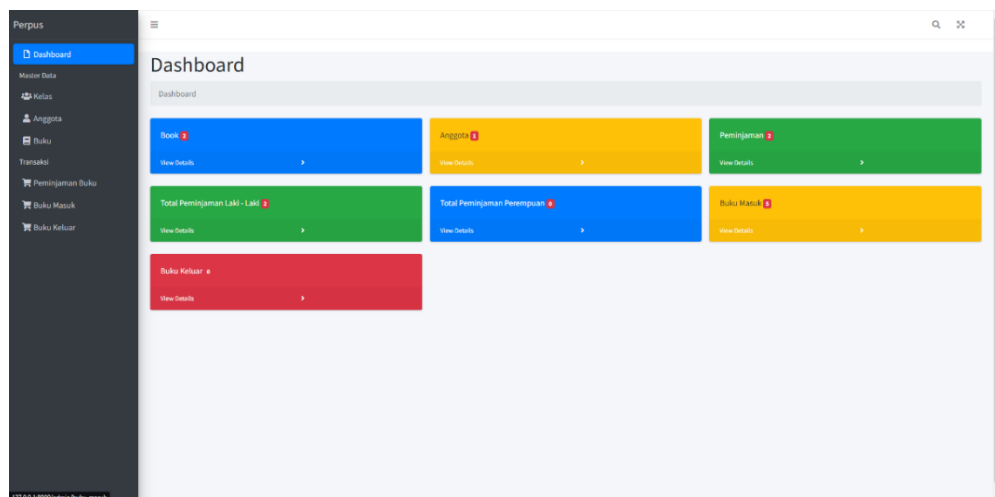 Perpus
Dashboard
Master Data
Kelas
Anggota
Buku
Transaksi
Peminjaman Buku
Buku Masuk
Buku Keluar
Dashboard
Dashboard
Book 2
View Details
Anggota
View Details
Peminjaman 2
View Details
Total Peminjaman Laki - Laki 2
View Details
Total Peminjaman Perempuan 0
View Details
Buku Masuk 5
View Details
Buku Keluar 0
View Details